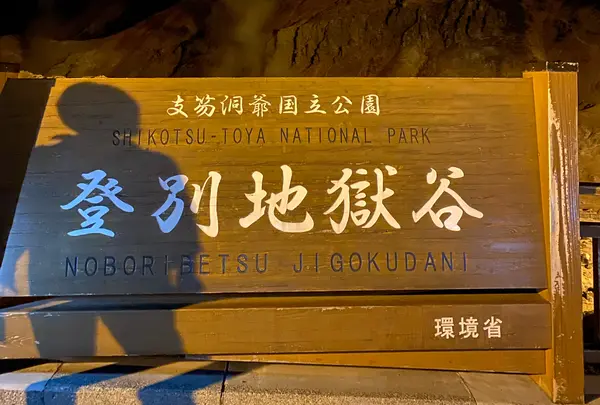 支笏洞爺国立公園
SHIKOTSU-TOYA NATIONAL PARK
登別地獄谷
NOBORIBETSU JIGOKUDANI
環境省